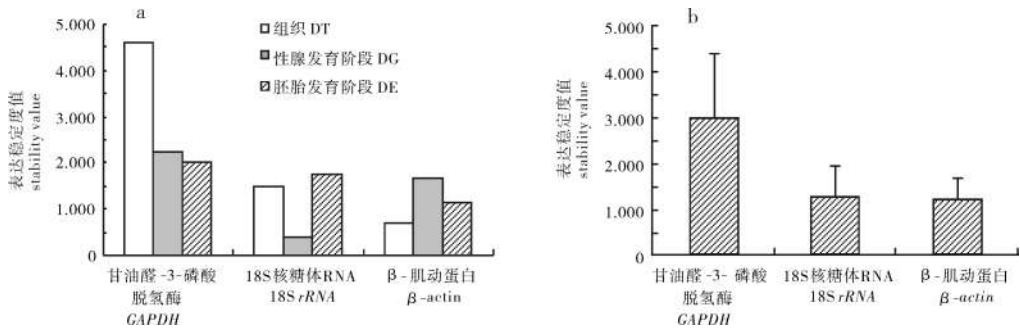 a
5.000
4.000
3.000
2.000
1.000
0
表达稳定度值
stability value
组织 DT
性腺发育阶段 DG
胚胎发育阶段 DE
甘油醛-3-磷酸
脱氢酶
GAPDH
18S核糖体RNA
18S rRNA
β-肌动蛋白
β-actin
b
5.000
4.000
3.000
2.000
1.000
0
表达稳定度值
stability value
甘油醛-3-磷酸
脱氢酶
GAPDH
18S核糖体RNA
18S rRNA
β-肌动蛋白
β-actin